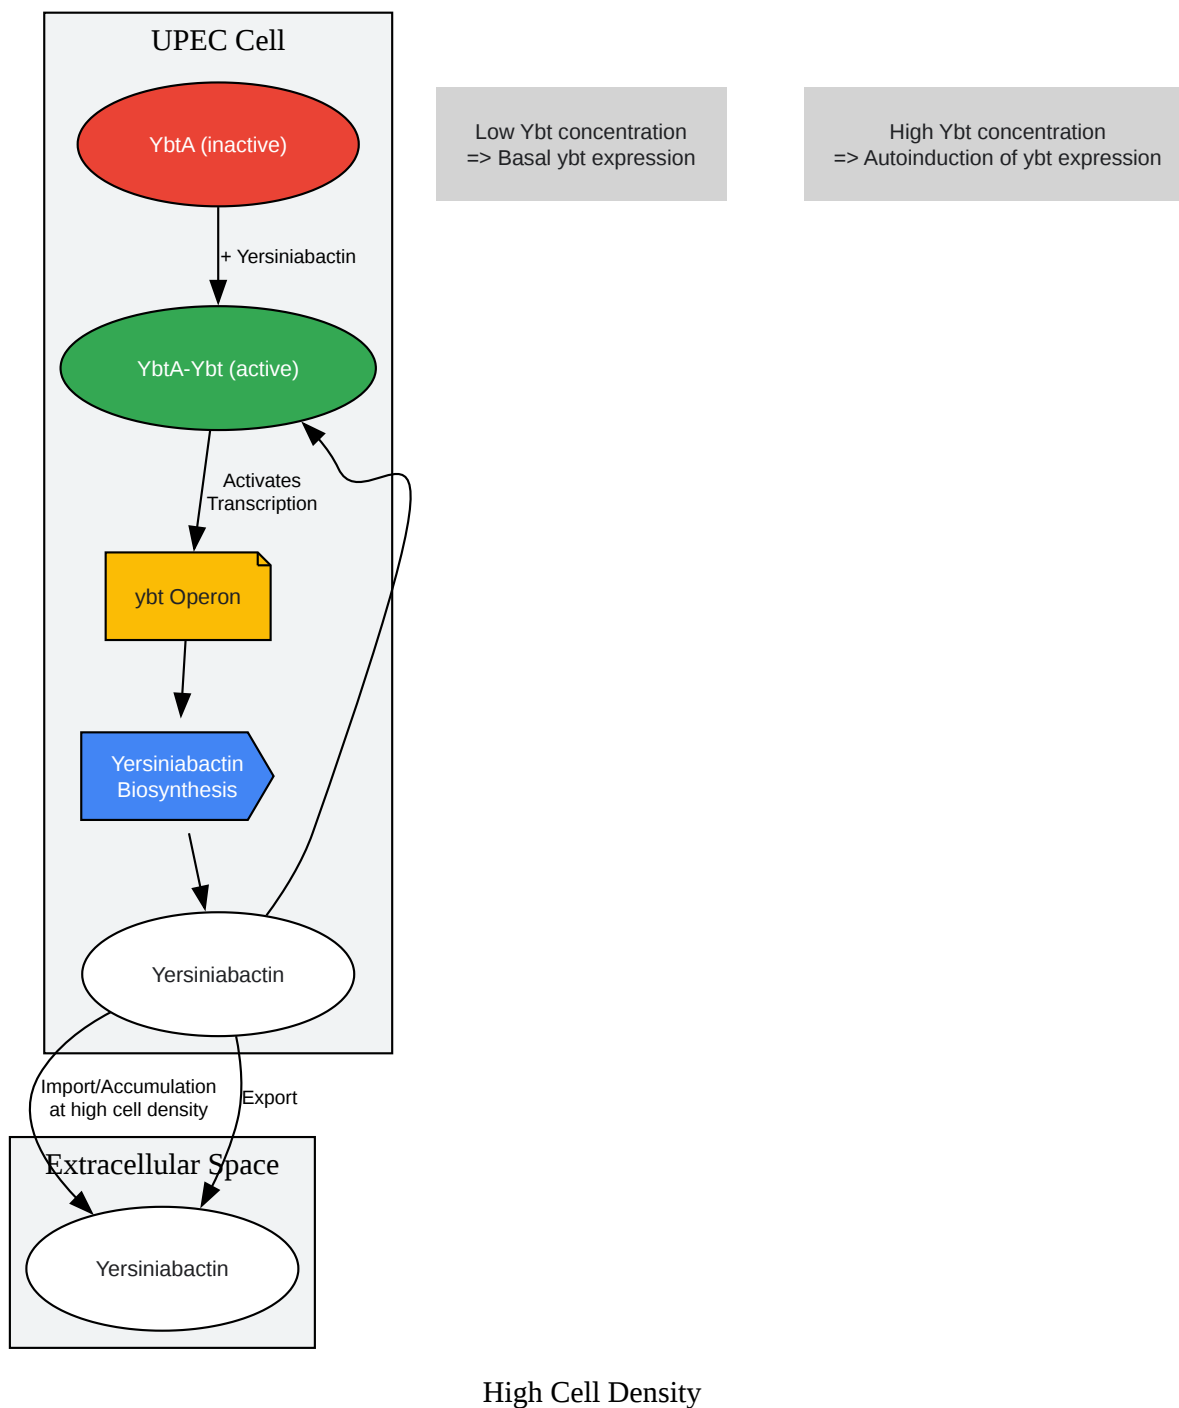 UPEC Cell
YbtA (inactive)
Low Ybt concentration
=> Basal ybt expression
High Ybt concentration
=> Autoinduction of ybt expression
+ Yersiniabactin
YbtA-Ybt (active)
Activates
Transcription
ybt Operon
Yersiniabactin
Biosynthesis
Yersiniabactin
Import/Accumulation
at high cell density
Export
Extracellular Space
Yersiniabactin
High Cell Density